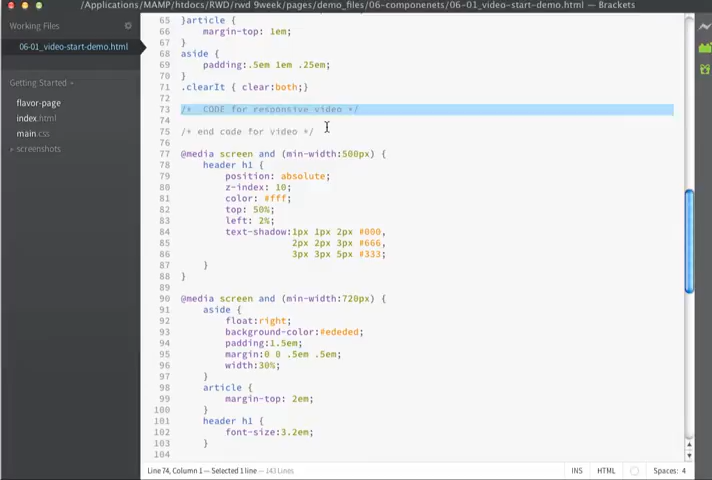 /Applications/MAMP/htdocs/RWD/rwd 9week/pages/demo_files/06-componenets/06-01_video-start-demo.html — Brackets
Working Files
06-01_video-start-demo.html
Getting Started
flavor-page
index.html
main.css
screenshots
65 }article {
66 margin-top: 1em;
67 }
68 aside {
69 padding:.5em 1em .25em;
70 }
71 .clearIt { clear:both;}
72
73 /* CODE for responsive video */
74
75 /* end code for video */
76
77 @media screen and (min-width:500px) {
78 header h1 {
79 position: absolute;
80 z-index: 10;
81 color: #fff;
82 top: 50%;
83 left: 2%;
84 text-shadow:1px 1px 2px #000,
85 2px 2px 3px #666,
86 3px 3px 5px #333;
87 }
88 }
89
90 @media screen and (min-width:720px) {
91 aside {
92 float:right;
93 background-color:#ededed;
94 padding:1.5em;
95 margin:0 0 .5em .5em;
96 width:30%;
97 }
98 article {
99 margin-top: 2em;
100 }
101 header h1 {
102 font-size:3.2em;
103 }
104
Line 74, Column 1 — Selected 1 line — 143 Lines
INS HTML Spaces: 4